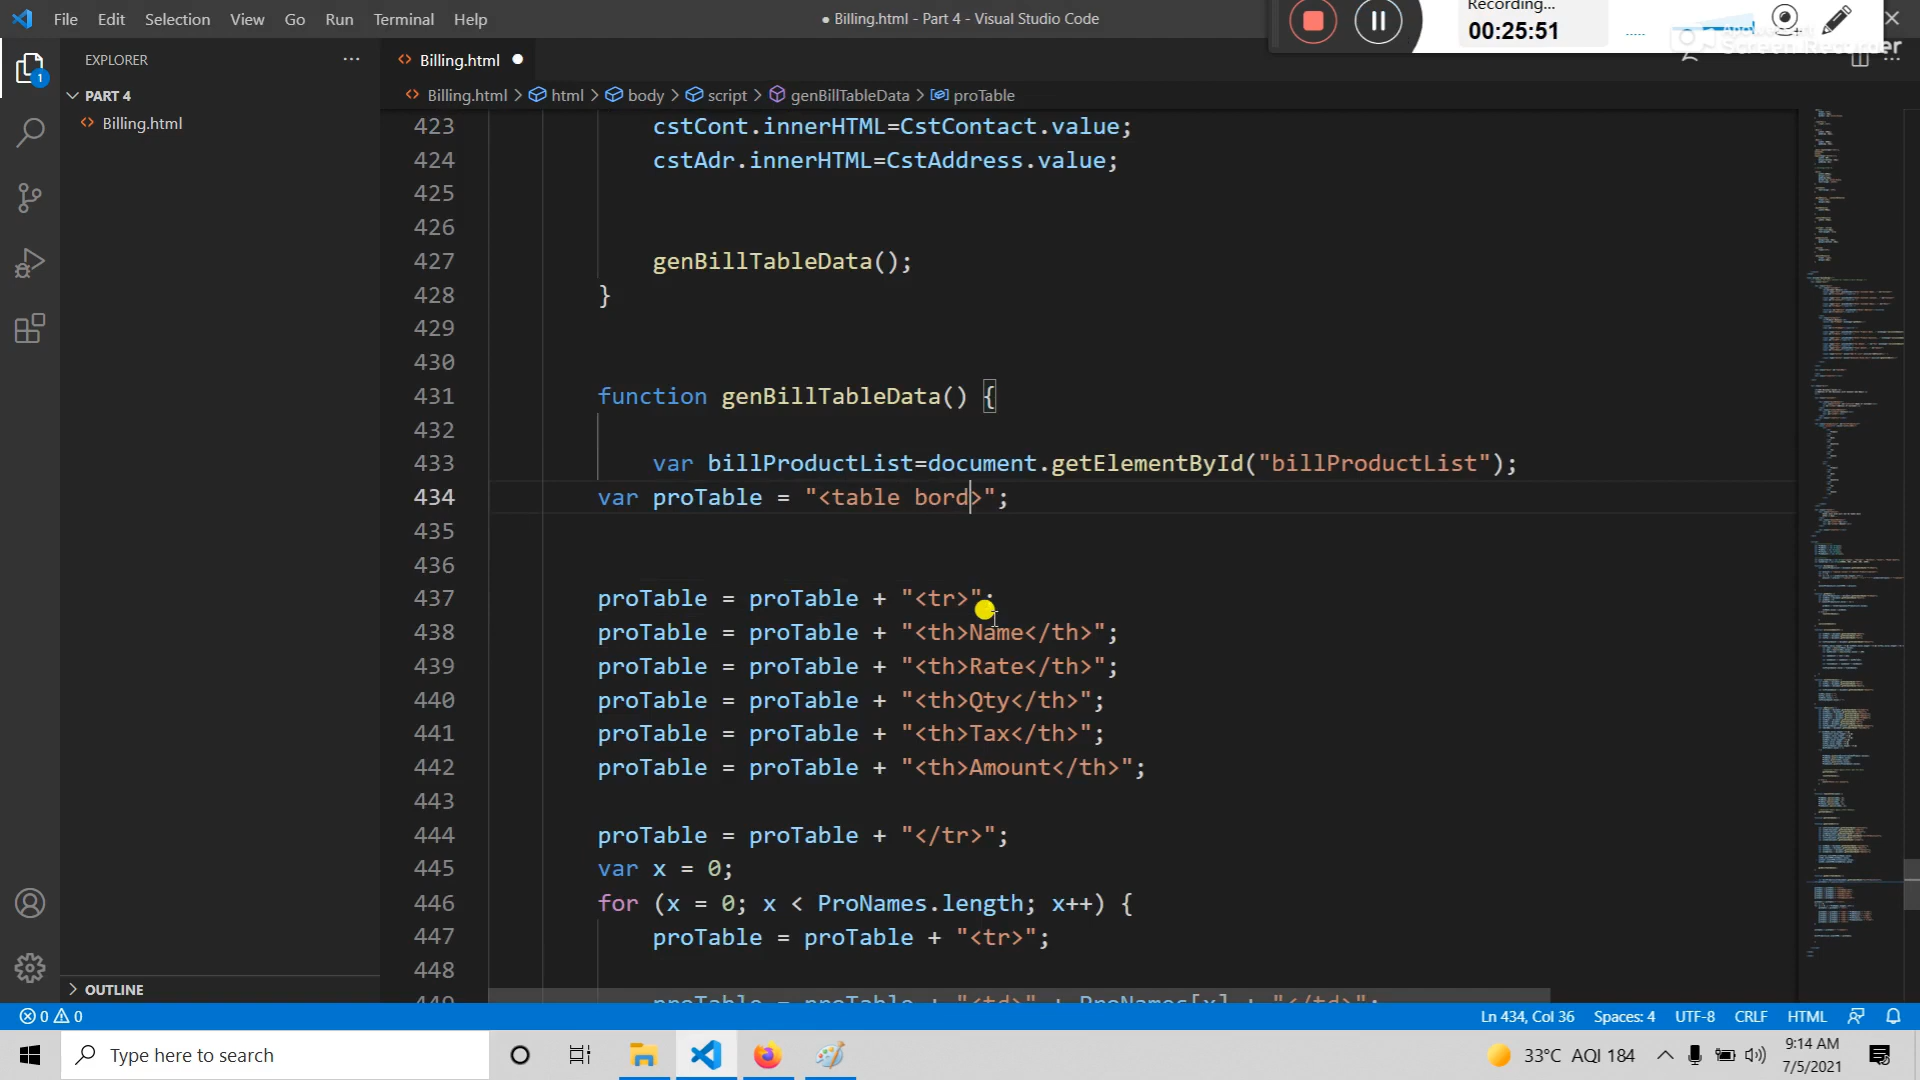 File Edit Selection View Go Run Terminal Help
● Billing.html - Part 4 - Visual Studio Code
Recording...
00:25:51
Screen Recorder
EXPLORER
PART 4
Billing.html
1
Billing.html
Billing.html > html > body > script > genBillTableData > proTable
423 cstCont.innerHTML=CstContact.value;
424 cstAdr.innerHTML=CstAddress.value;
425
426
427 genBillTableData();
428 }
429
430
431 function genBillTableData() {
432
433 var billProductList=document.getElementById("billProductList");
434 var proTable = "<table bord>";
435
436
437 proTable = proTable + "<tr>";
438 proTable = proTable + "<th>Name</th>";
439 proTable = proTable + "<th>Rate</th>";
440 proTable = proTable + "<th>Qty</th>";
441 proTable = proTable + "<th>Tax</th>";
442 proTable = proTable + "<th>Amount</th>";
443
444 proTable = proTable + "</tr>";
445 var x = 0;
446 for (x = 0; x < ProNames.length; x++) {
447 proTable = proTable + "<tr>";
448
449 proTable = proTable + "<td>" + ProNames[x] + "</td>";
OUTLINE
0 0
Ln 434, Col 36 Spaces: 4 UTF-8 CRLF HTML
Type here to search
33°C AQI 184
9:14 AM
7/5/2021